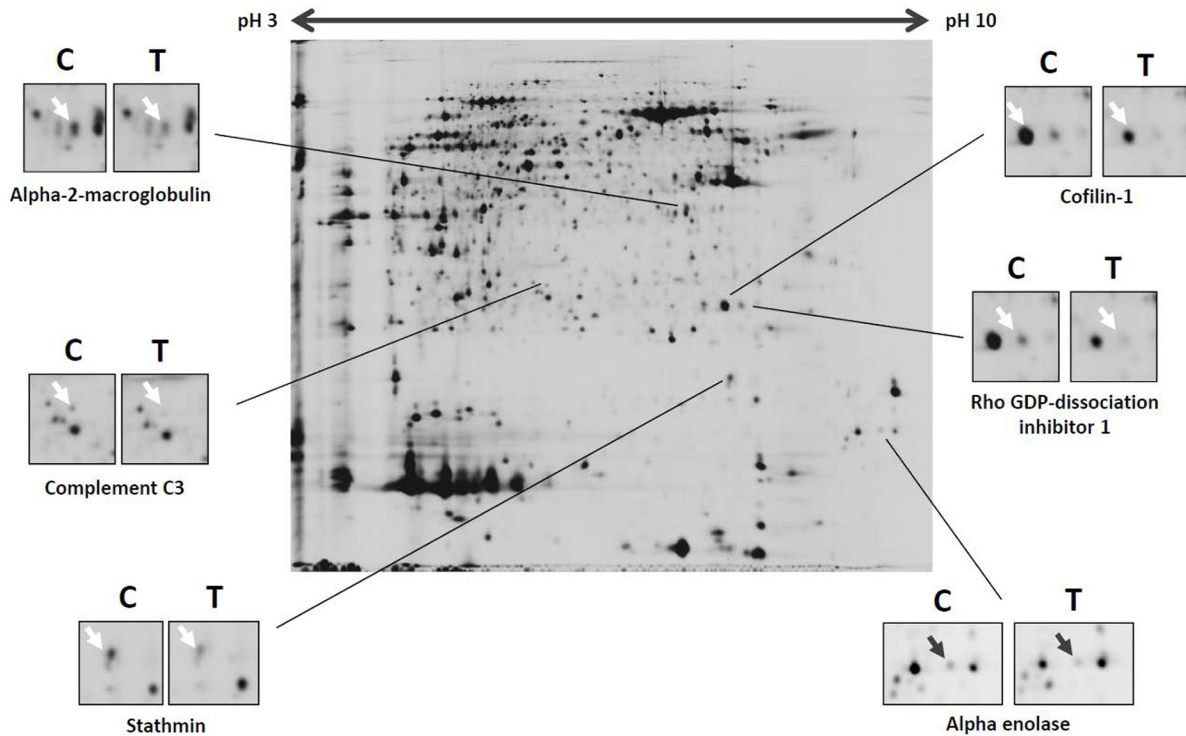 pH 3
pH 10
C T
Alpha-2-macroglobulin
C T
Cofilin-1
C T
Rho GDP-dissociation
inhibitor 1
C T
Complement C3
C T
Stathmin
C T
Alpha enolase